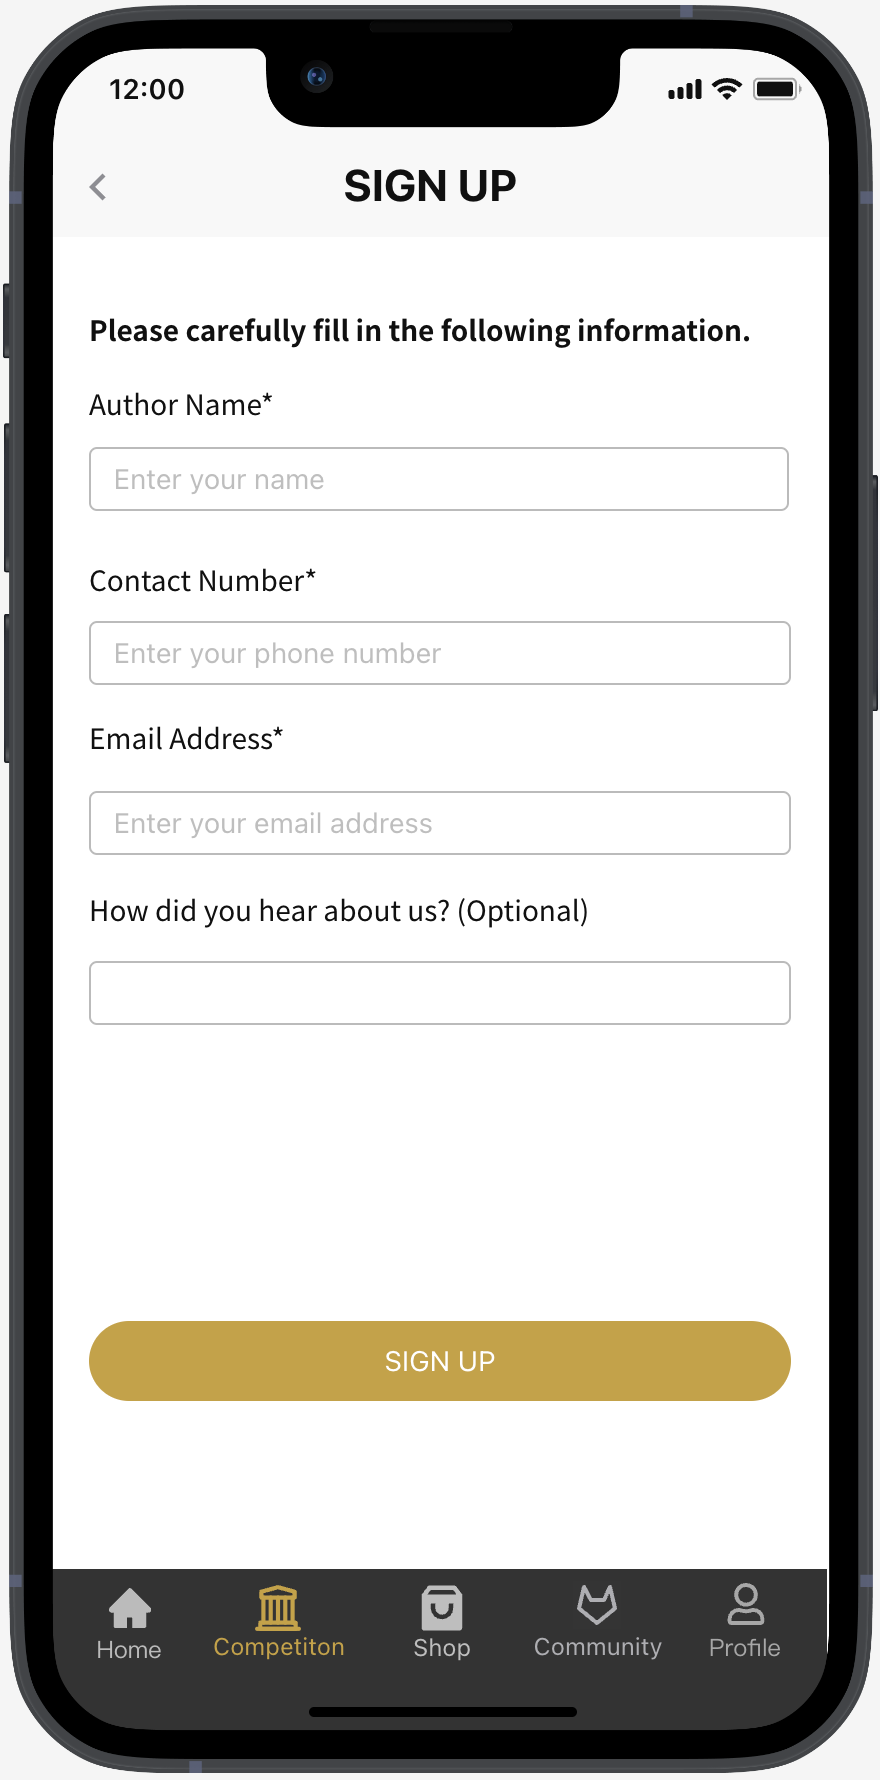 12:00
SIGN UP
Please carefully fill in the following information.
Author Name*
Enter your name
Contact Number*
Enter your phone number
Email Address*
Enter your email address
How did you hear about us? (Optional)
SIGN UP
Home Competiton Shop Community Profile